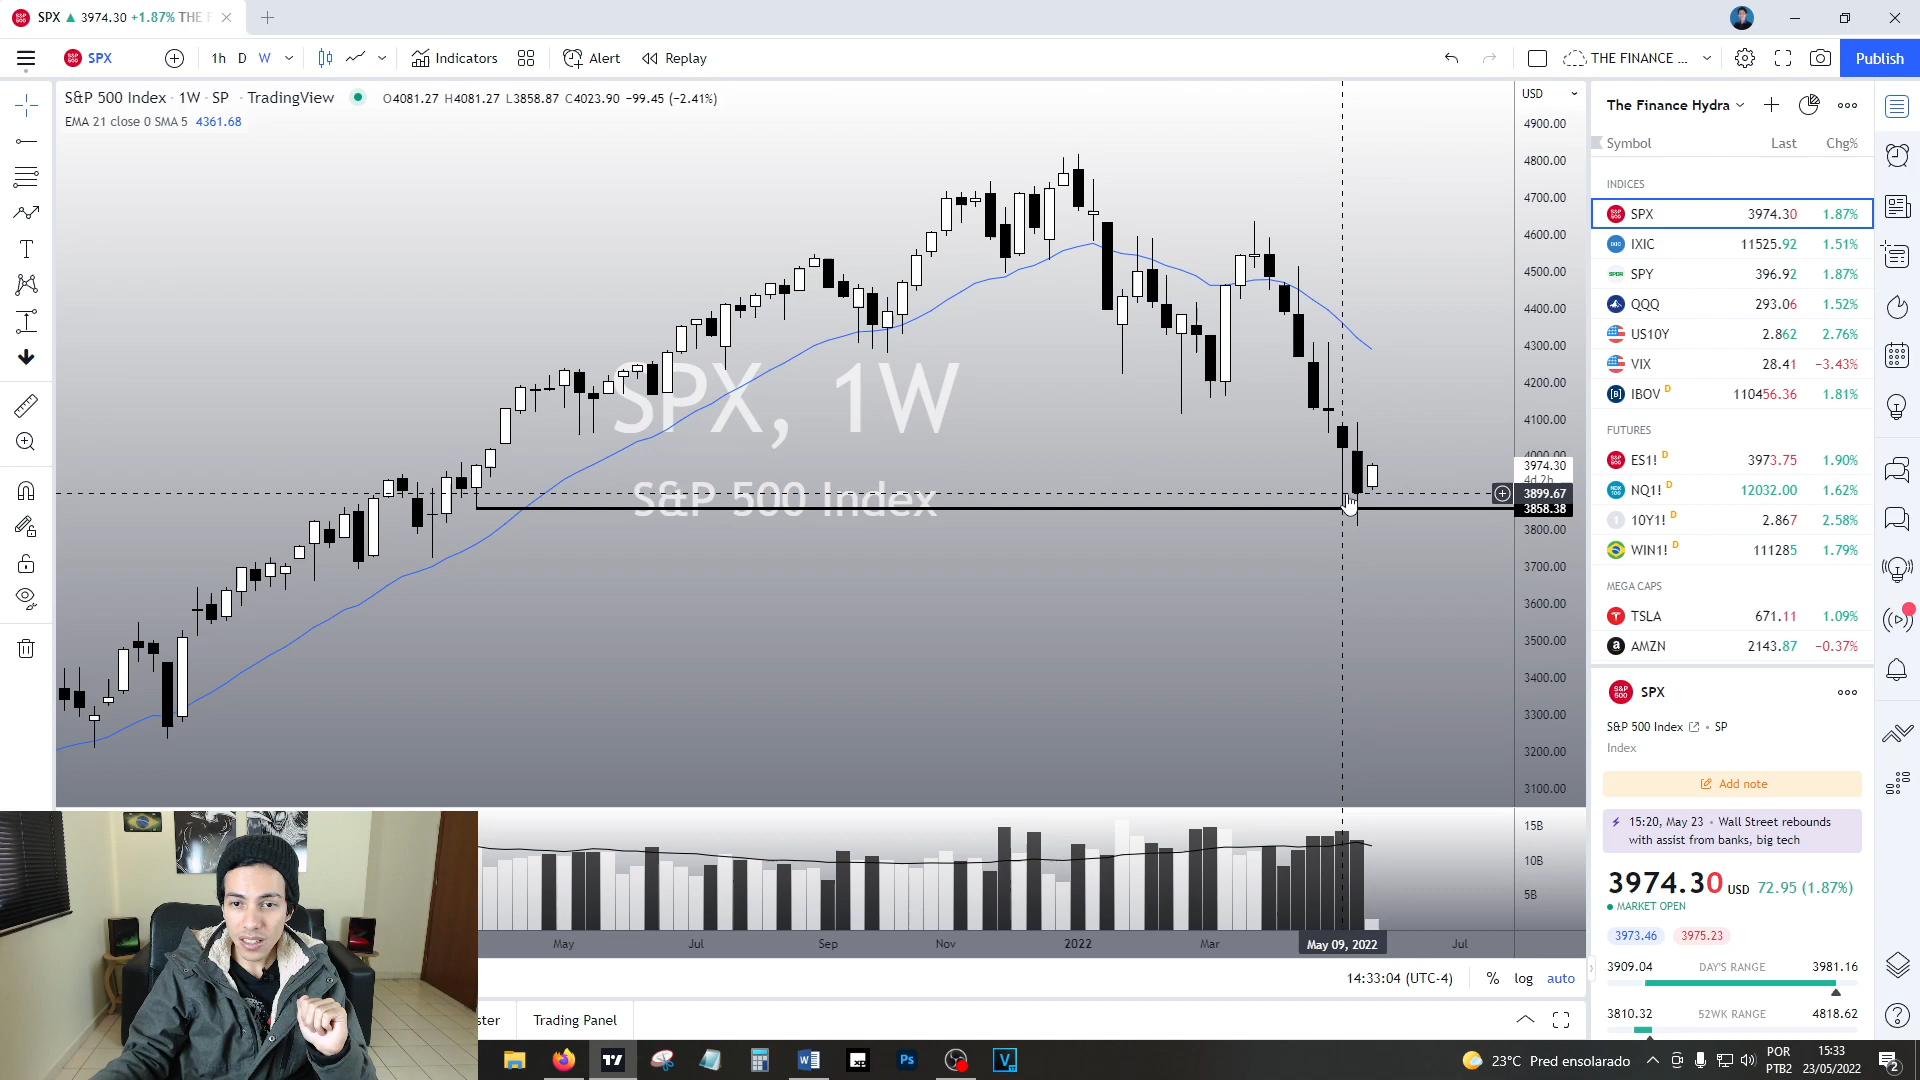 SPX ▲ 3974.30 +1.87% THE F
SPX
1h D W
Indicators
Alert
Replay
THE FINANCE ...
Publish
S&P 500 Index · 1W · SP · TradingView
O4081.27 H4081.27 L3858.87 C4023.90 −99.45 (−2.41%)
EMA 21 close 0 SMA 5 4361.68
SPX, 1W
S&P 500 Index
USD
4900.00
4800.00
4700.00
4600.00
4500.00
4400.00
4300.00
4200.00
4100.00
4000.00
3974.30
4d 2h
3899.67
3858.38
3800.00
3700.00
3600.00
3500.00
3400.00
3300.00
3200.00
3100.00
15B
10B
5B
May Jul Sep Nov 2022 Mar May 09, 2022 Jul
14:33:04 (UTC-4) % log auto
ster
Trading Panel
The Finance Hydra
Symbol Last Chg%
INDICES
SPX 3974.30 1.87%
IXIC 11525.92 1.51%
SPY 396.92 1.87%
QQQ 293.06 1.52%
US10Y 2.862 2.76%
VIX 28.41 −3.43%
IBOV D 110456.36 1.81%
FUTURES
ES1! D 3973.75 1.90%
NQ1! D 12032.00 1.62%
10Y1! D 2.867 2.58%
WIN1! D 111285 1.79%
MEGA CAPS
TSLA 671.11 1.09%
AMZN 2143.87 −0.37%
SPX
S&P 500 Index • SP
Index
Add note
15:20, May 23 • Wall Street rebounds
with assist from banks, big tech
3974.30 USD 72.95 (1.87%)
MARKET OPEN
3973.46 3975.23
3909.04 DAY'S RANGE 3981.16
3810.32 52WK RANGE 4818.62
23°C Pred ensolarado
POR
PTB2
15:33
23/05/2022
2